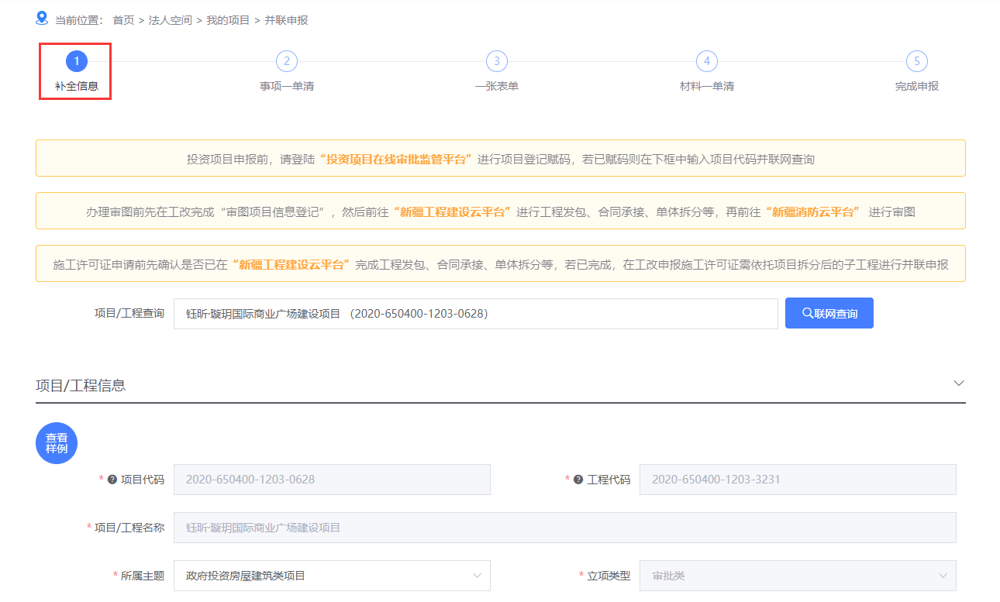 当前位置： 首页 > 法人空间 > 我的项目 > 并联申报
1
2
3
4
5
补全信息
事项一单清
一张表单
材料一单清
完成申报
投资项目申报前，请登陆“投资项目在线审批监管平台”进行项目登记赋码，若已赋码则在下框中输入项目代码并联网查询
办理审图前先在工改完成“审图项目信息登记”，然后前往“新疆工程建设云平台”进行工程发包、合同承接、单体拆分等，再前往“新疆消防云平台” 进行审图
施工许可证申请前先确认是否已在“新疆工程建设云平台”完成工程发包、合同承接、单体拆分等，若已完成，在工改申报施工许可证需依托项目拆分后的子工程进行并联申报
项目/工程查询 钰昕·璇玥国际商业广场建设项目 （2020-650400-1203-0628） 联网查询
项目/工程信息
查看
样例
* ? 项目代码 2020-650400-1203-0628 * ? 工程代码 2020-650400-1203-3231
* 项目/工程名称 钰昕·璇玥国际商业广场建设项目
* 所属主题 政府投资房屋建筑类项目 * 立项类型 审批类